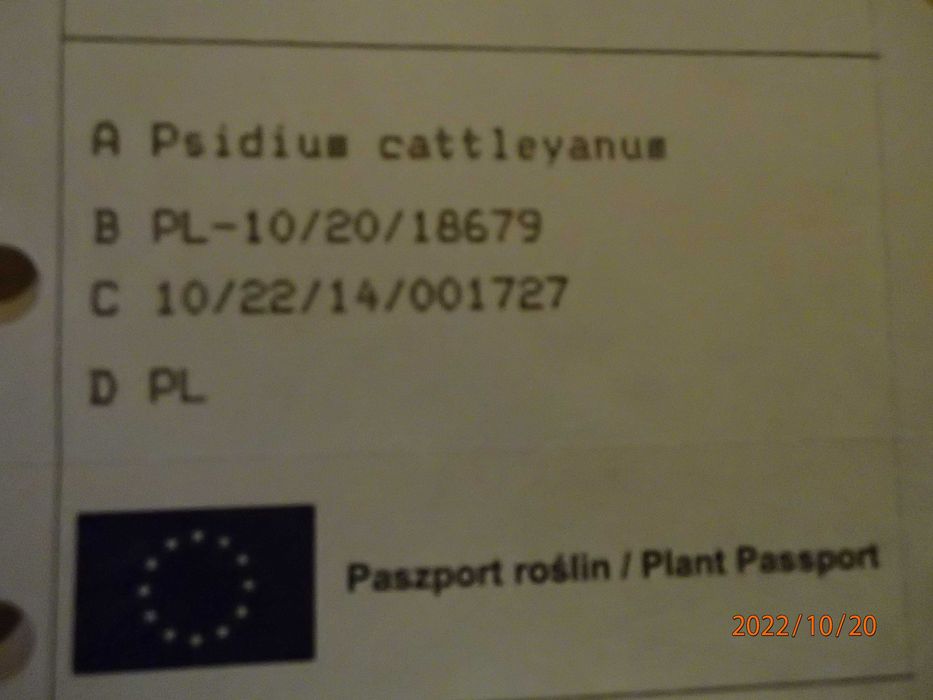 A Psidium cattleyanum
B PL-10/20/18679
C 10/22/14/001727
D PL
Paszport roślin / Plant Passport
2022/10/20